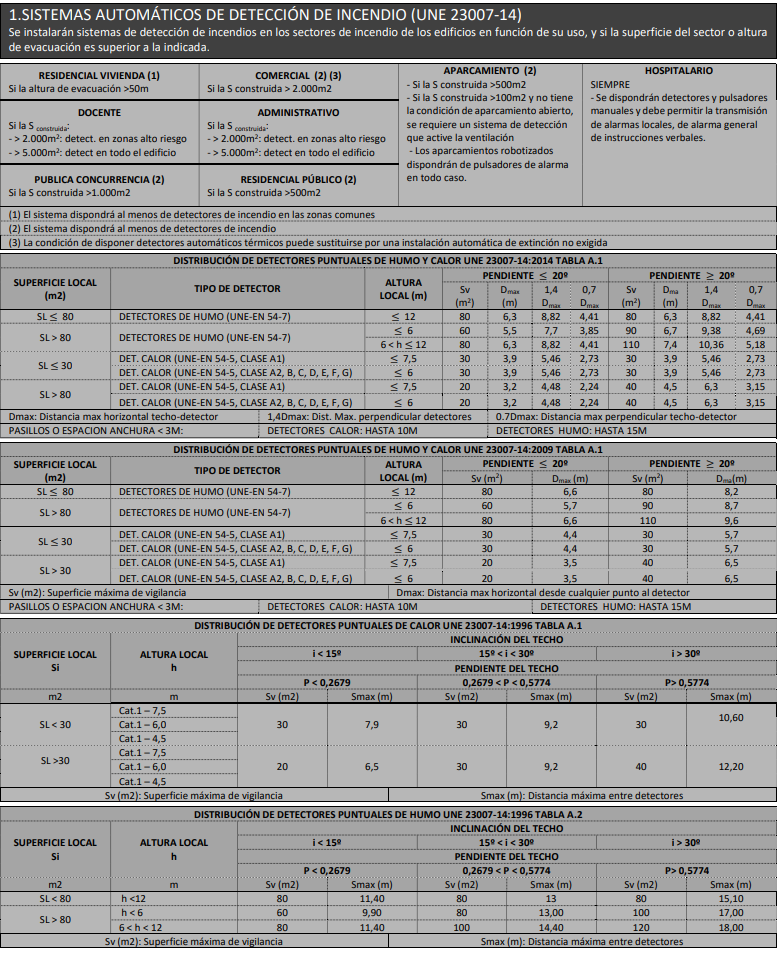 1.SISTEMAS AUTOMÁTICOS DE DETECCIÓN DE INCENDIO (UNE 23007-14)
Se instalarán sistemas de detección de incendios en los sectores de incendio de los edificios en función de su uso, y si la superficie del sector o altura
de evacuación es superior a la indicada.
RESIDENCIAL VIVIENDA (1)
Si la altura de evacuación >50m
COMERCIAL (2) (3)
Si la S construida > 2.000m2
APARCAMIENTO (2)
- Si la S construida >500m2
- Si la S construida >100m2 y no tiene
la condición de aparcamiento abierto,
se requiere un sistema de detección
que active la ventilación
- Los aparcamientos robotizados
dispondrán de pulsadores de alarma
en todo caso.
HOSPITALARIO
SIEMPRE
- Se dispondrán detectores y pulsadores
manuales y debe permitir la transmisión
de alarmas locales, de alarma general
de instrucciones verbales.
DOCENTE
Si la S construida:
- > 2.000m²: detect. en zonas alto riesgo
- > 5.000m²: detect en todo el edificio
ADMINISTRATIVO
Si la S construida:
- > 2.000m²: detect. en zonas alto riesgo
- > 5.000m²: detect en todo el edificio
PUBLICA CONCURRENCIA (2)
Si la S construida >1.000m2
RESIDENCIAL PÚBLICO (2)
Si la S construida >500m2
(1) El sistema dispondrá al menos de detectores de incendio en las zonas comunes
(2) El sistema dispondrá al menos de detectores de incendio
(3) La condición de disponer detectores automáticos térmicos puede sustituirse por una instalación automática de extinción no exigida
DISTRIBUCIÓN DE DETECTORES PUNTUALES DE HUMO Y CALOR UNE 23007-14:2014 TABLA A.1
SUPERFICIE LOCAL (m2) TIPO DE DETECTOR ALTURA LOCAL (m) PENDIENTE ≤ 20º PENDIENTE ≥ 20º
Sv (m²) Dmax (m) 1,4 Dmax 0,7 Dmax Sv (m²) Dma (m) 1,4 Dmax 0,7 Dmax
SL ≤ 80 DETECTORES DE HUMO (UNE-EN 54-7) ≤ 12 80 6,3 8,82 4,41 80 6,3 8,82 4,41
SL > 80 DETECTORES DE HUMO (UNE-EN 54-7) ≤ 6 60 5,5 7,7 3,85 90 6,7 9,38 4,69
6 < h ≤ 12 80 6,3 8,82 4,41 110 7,4 10,36 5,18
SL ≤ 30 DET. CALOR (UNE-EN 54-5, CLASE A1) ≤ 7,5 30 3,9 5,46 2,73 30 3,9 5,46 2,73
DET. CALOR (UNE-EN 54-5, CLASE A2, B, C, D, E, F, G) ≤ 6 30 3,9 5,46 2,73 30 3,9 5,46 2,73
SL > 80 DET. CALOR (UNE-EN 54-5, CLASE A1) ≤ 7,5 20 3,2 4,48 2,24 40 4,5 6,3 3,15
DET. CALOR (UNE-EN 54-5, CLASE A2, B, C, D, E, F, G) ≤ 6 20 3,2 4,48 2,24 40 4,5 6,3 3,15
Dmax: Distancia max horizontal techo-detector 1,4Dmax: Dist. Max. perpendicular detectores 0.7Dmax: Distancia max perpendicular techo-detector
PASILLOS O ESPACION ANCHURA < 3M: DETECTORES CALOR: HASTA 10M DETECTORES HUMO: HASTA 15M
DISTRIBUCIÓN DE DETECTORES PUNTUALES DE HUMO Y CALOR UNE 23007-14:2009 TABLA A.1
SUPERFICIE LOCAL (m2) TIPO DE DETECTOR ALTURA LOCAL (m) PENDIENTE ≤ 20º PENDIENTE ≥ 20º
Sv (m²) Dmax (m) Sv (m²) Dma(m)
SL ≤ 80 DETECTORES DE HUMO (UNE-EN 54-7) ≤ 12 80 6,6 80 8,2
SL > 80 DETECTORES DE HUMO (UNE-EN 54-7) ≤ 6 60 5,7 90 8,7
6 < h ≤ 12 80 6,6 110 9,6
SL ≤ 30 DET. CALOR (UNE-EN 54-5, CLASE A1) ≤ 7,5 30 4,4 30 5,7
DET. CALOR (UNE-EN 54-5, CLASE A2, B, C, D, E, F, G) ≤ 6 30 4,4 30 5,7
SL > 30 DET. CALOR (UNE-EN 54-5, CLASE A1) ≤ 7,5 20 3,5 40 6,5
DET. CALOR (UNE-EN 54-5, CLASE A2, B, C, D, E, F, G) ≤ 6 20 3,5 40 6,5
Sv (m2): Superficie máxima de vigilancia Dmax: Distancia max horizontal desde cualquier punto al detector
PASILLOS O ESPACION ANCHURA < 3M: DETECTORES CALOR: HASTA 10M DETECTORES HUMO: HASTA 15M
DISTRIBUCIÓN DE DETECTORES PUNTUALES DE CALOR UNE 23007-14:1996 TABLA A.1
SUPERFICIE LOCAL Si ALTURA LOCAL h INCLINACIÓN DEL TECHO
i < 15º 15º < i < 30º i > 30º
PENDIENTE DEL TECHO
P < 0,2679 0,2679 < P < 0,5774 P> 0,5774
m2 m Sv (m2) Smax (m) Sv (m2) Smax (m) Sv (m2) Smax (m)
SL < 30 Cat.1 – 7,5 30 7,9 30 9,2 30 10,60
Cat.1 – 6,0
Cat.1 – 4,5
SL >30 Cat.1 – 7,5 20 6,5 30 9,2 40 12,20
Cat.1 – 6,0
Cat.1 – 4,5
Sv (m2): Superficie máxima de vigilancia Smax (m): Distancia máxima entre detectores
DISTRIBUCIÓN DE DETECTORES PUNTUALES DE HUMO UNE 23007-14:1996 TABLA A.2
SUPERFICIE LOCAL Si ALTURA LOCAL h INCLINACIÓN DEL TECHO
i < 15º 15º < i < 30º i > 30º
PENDIENTE DEL TECHO
P < 0,2679 0,2679 < P < 0,5774 P> 0,5774
m2 m Sv (m2) Smax (m) Sv (m2) Smax (m) Sv (m2) Smax (m)
SL < 80 h <12 80 11,40 80 13 80 15,10
SL > 80 h < 6 60 9,90 80 13,00 100 17,00
6 < h < 12 80 11,40 100 14,40 120 18,00
Sv (m2): Superficie máxima de vigilancia Smax (m): Distancia máxima entre detectores